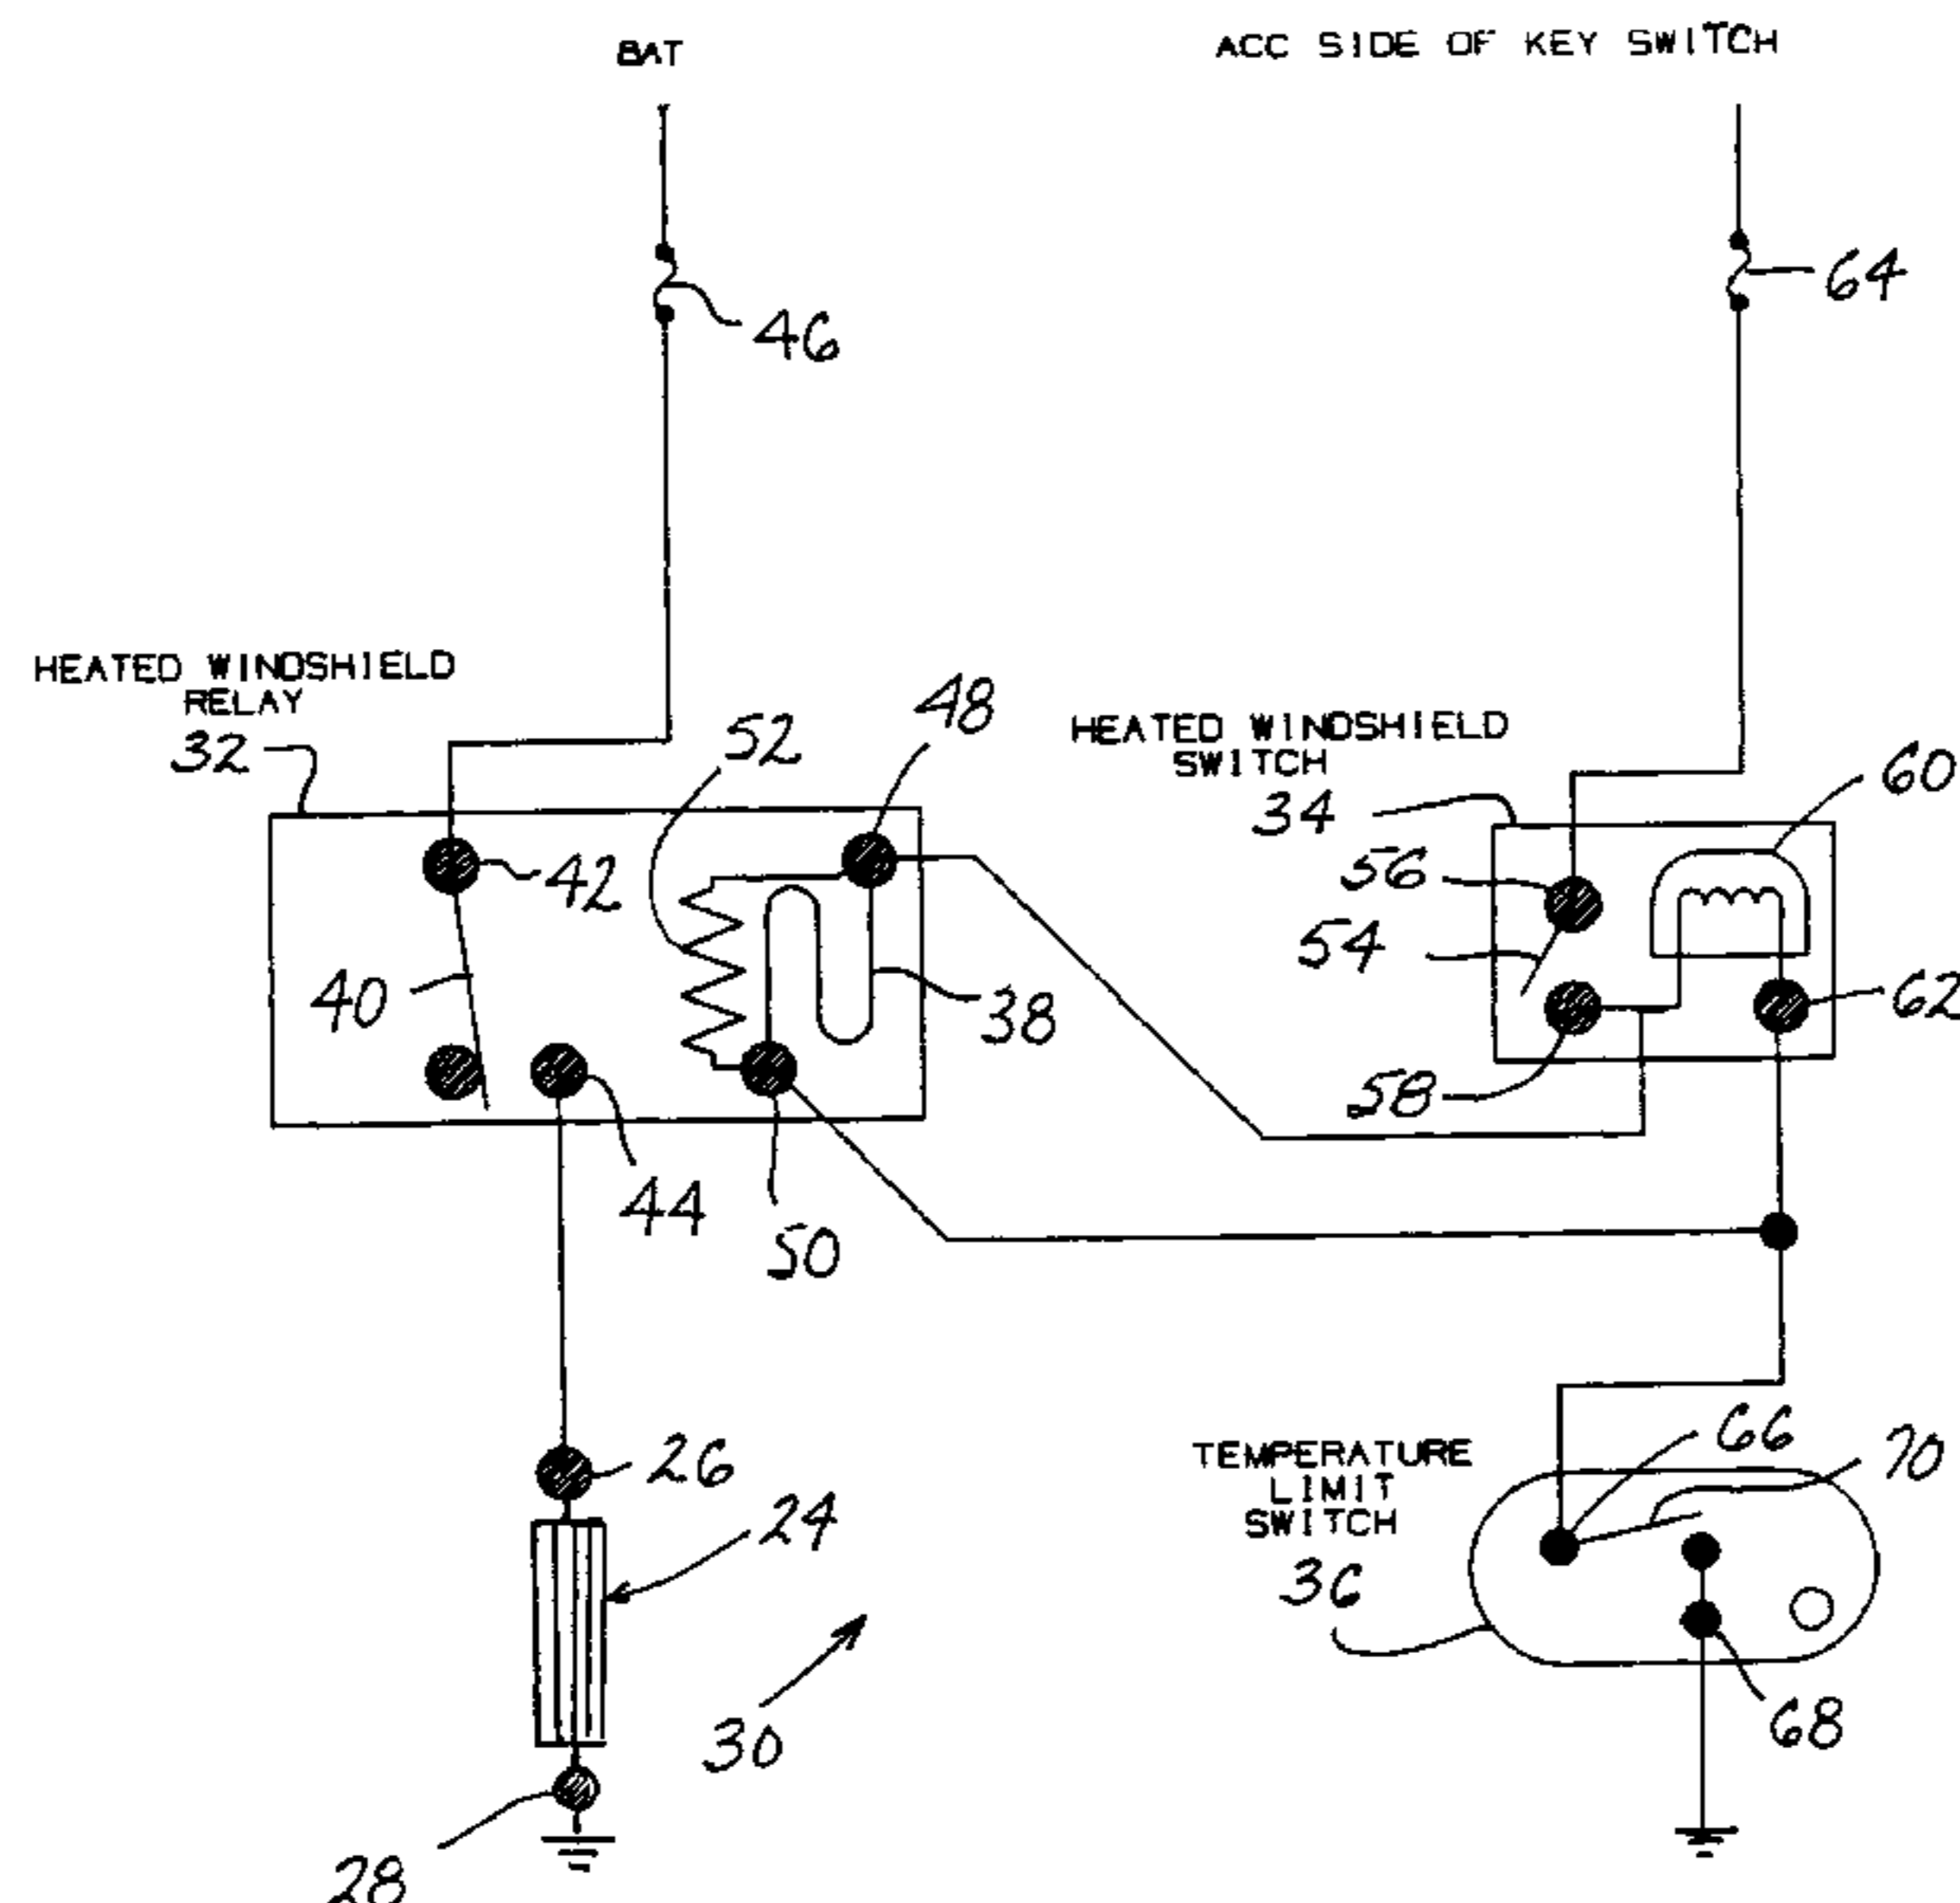 BAT
ACC SIDE OF KEY SWITCH
64
46
HEATED WINDSHIELD
RELAY
32
52
48
HEATED WINDSHIELD
SWITCH
34
60
56
42
54
40
38
62
58
44
50
26
66
70
TEMPERATURE
LIMIT
SWITCH
36
24
30
68
28